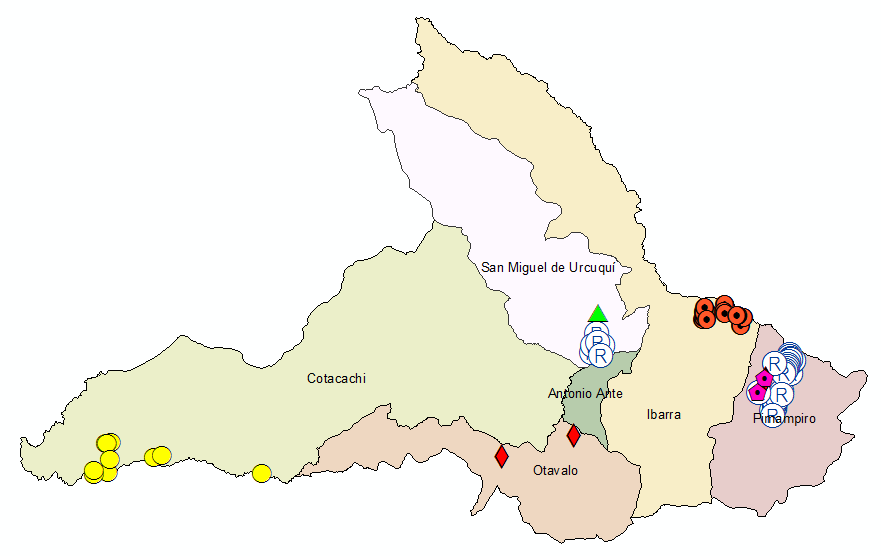 San Miguel de Urcuquí
R
R
R
R
R
Cotacachi
Antonio Ante
R
R
Ibarra
Pimampiro
Otavalo